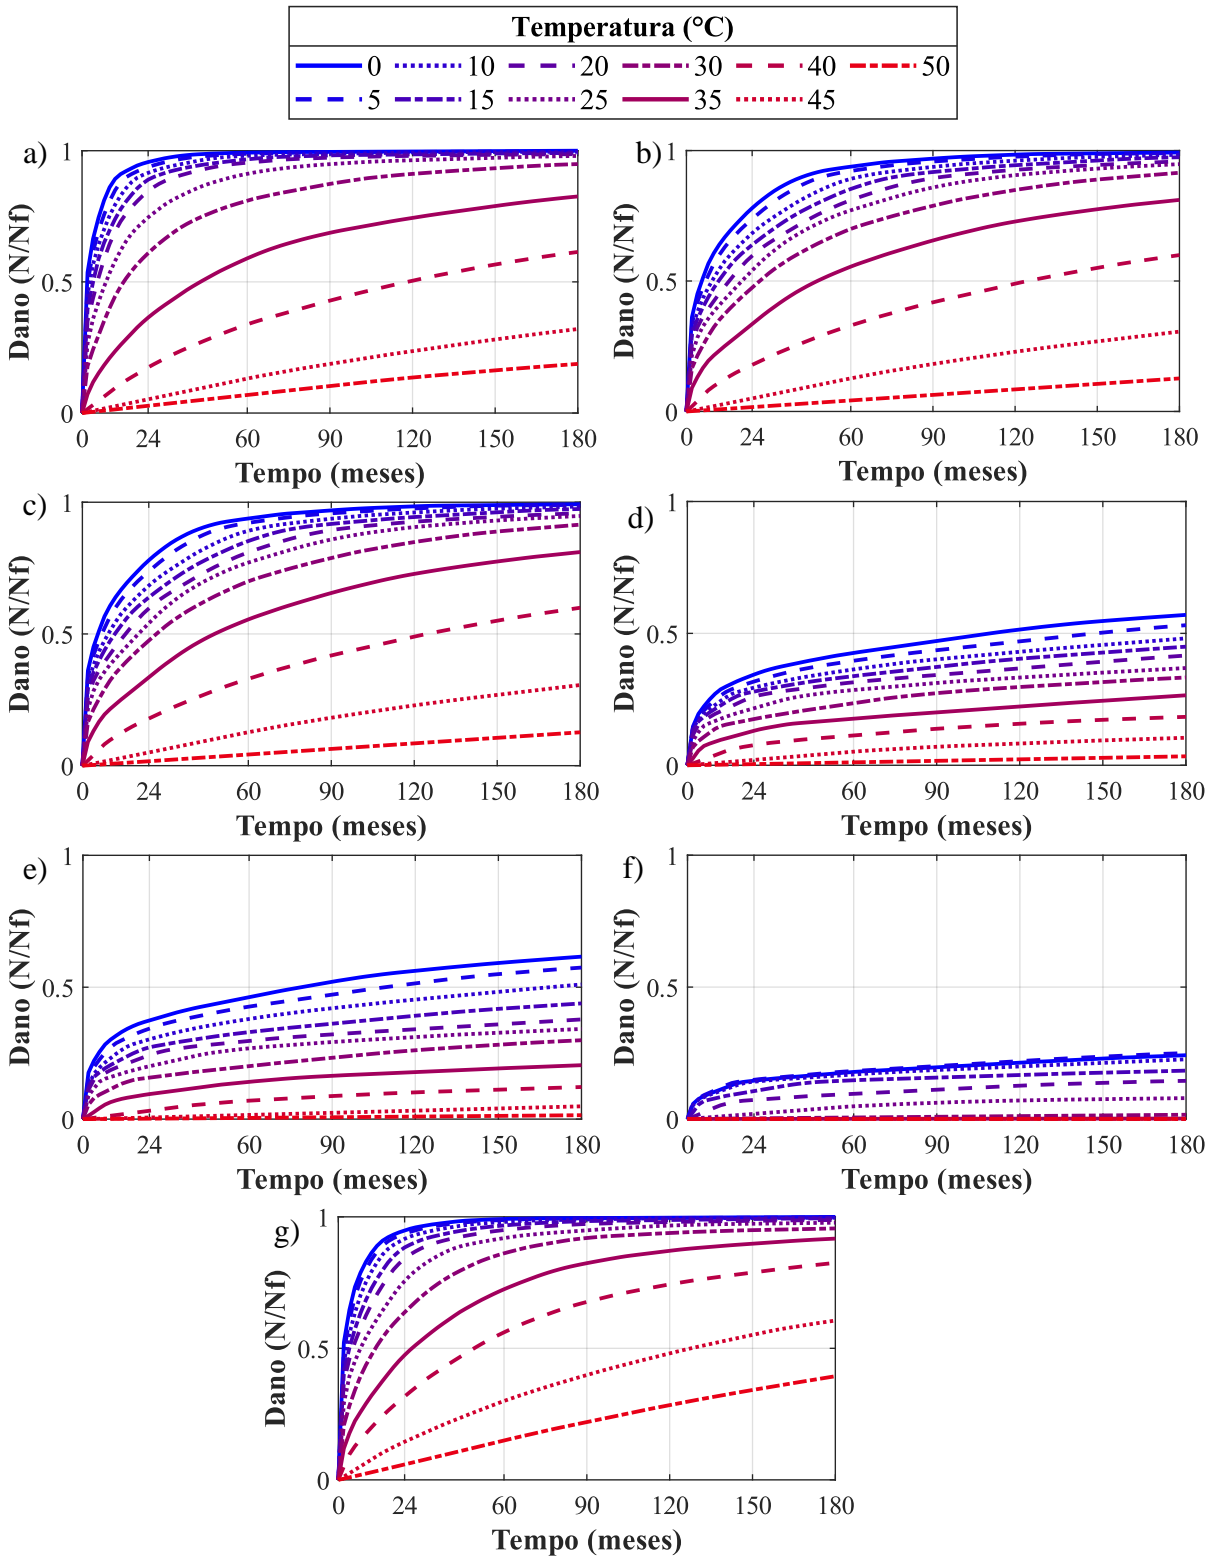 Temperatura (°C)
0 10 20 30 40 50
5 15 25 35 45
a)
1
0.5
0
Dano (N/Nf)
0 24 60 90 120 150 180
Tempo (meses)
b)
1
0.5
0
Dano (N/Nf)
0 24 60 90 120 150 180
Tempo (meses)
c)
1
0.5
0
Dano (N/Nf)
0 24 60 90 120 150 180
Tempo (meses)
d)
1
0.5
0
Dano (N/Nf)
0 24 60 90 120 150 180
Tempo (meses)
e)
1
0.5
0
Dano (N/Nf)
0 24 60 90 120 150 180
Tempo (meses)
f)
1
0.5
0
Dano (N/Nf)
0 24 60 90 120 150 180
Tempo (meses)
g)
1
0.5
0
Dano (N/Nf)
0 24 60 90 120 150 180
Tempo (meses)